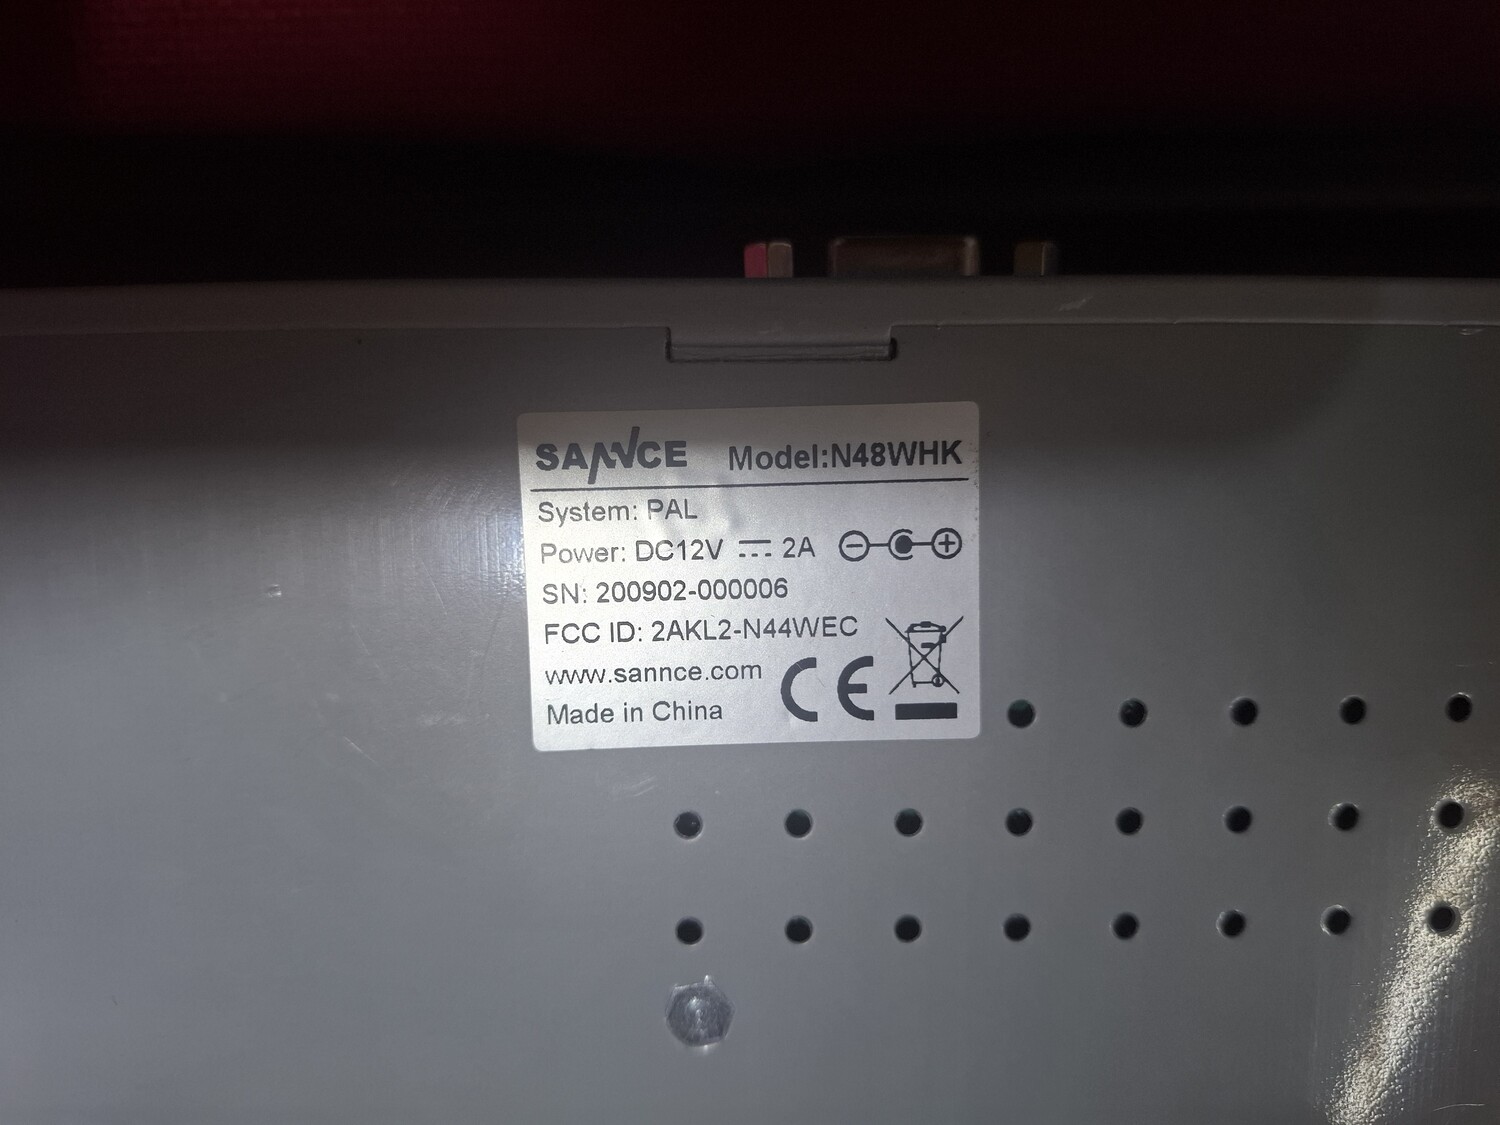 SANNCE Model:N48WHK
System: PAL
Power: DC12V ⎓ 2A
SN: 200902-000006
FCC ID: 2AKL2-N44WEC
www.sannce.com
Made in China CE